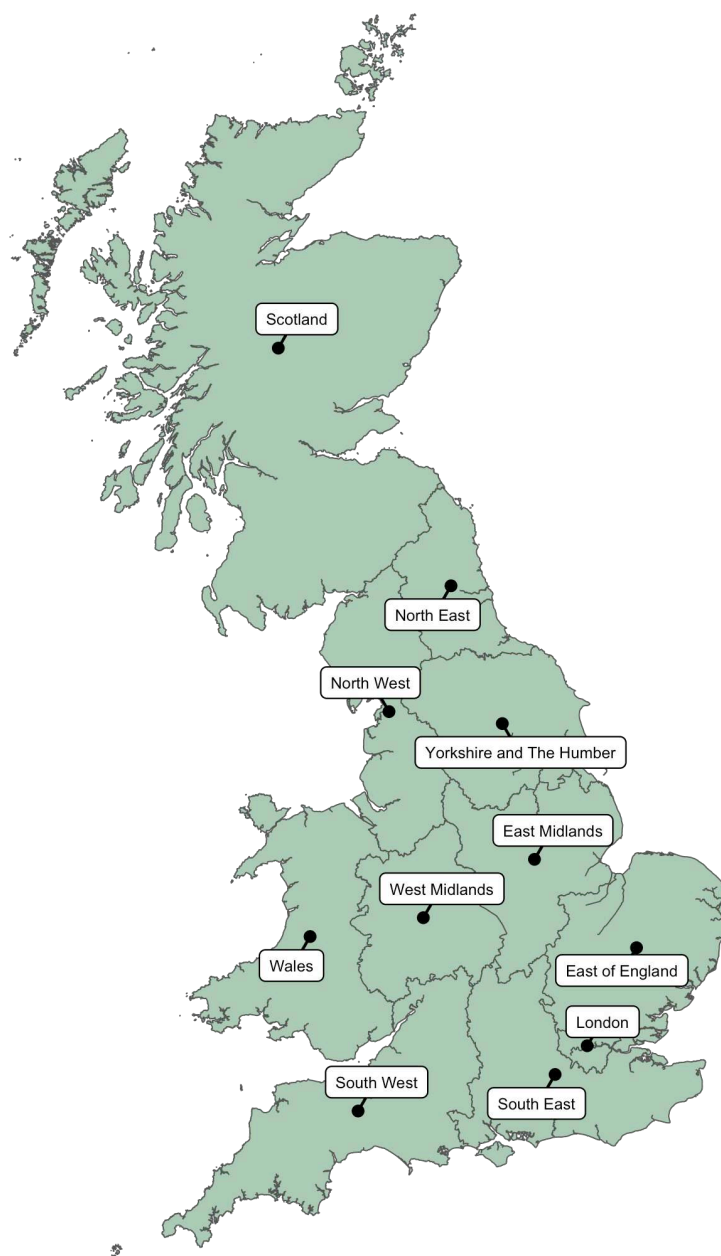 Scotland
North East
North West
Yorkshire and The Humber
East Midlands
West Midlands
Wales
East of England
London
South West
South East